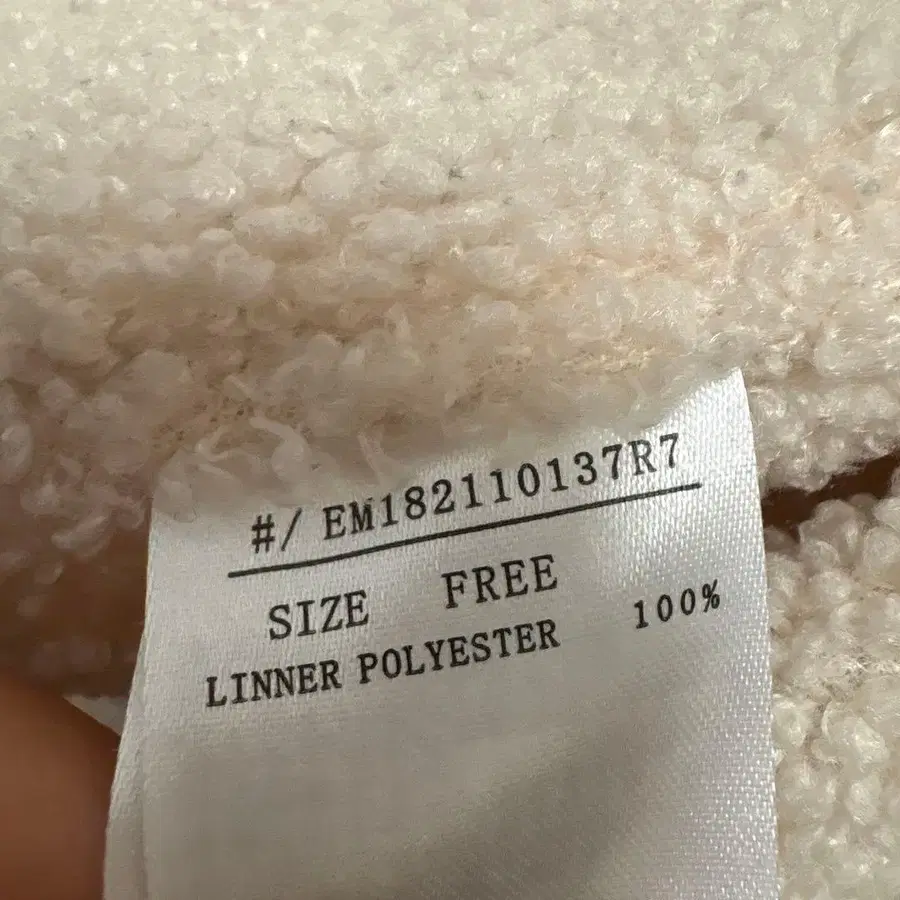 #/ EM182110137R7
SIZE FREE
LINNER POLYESTER 100%